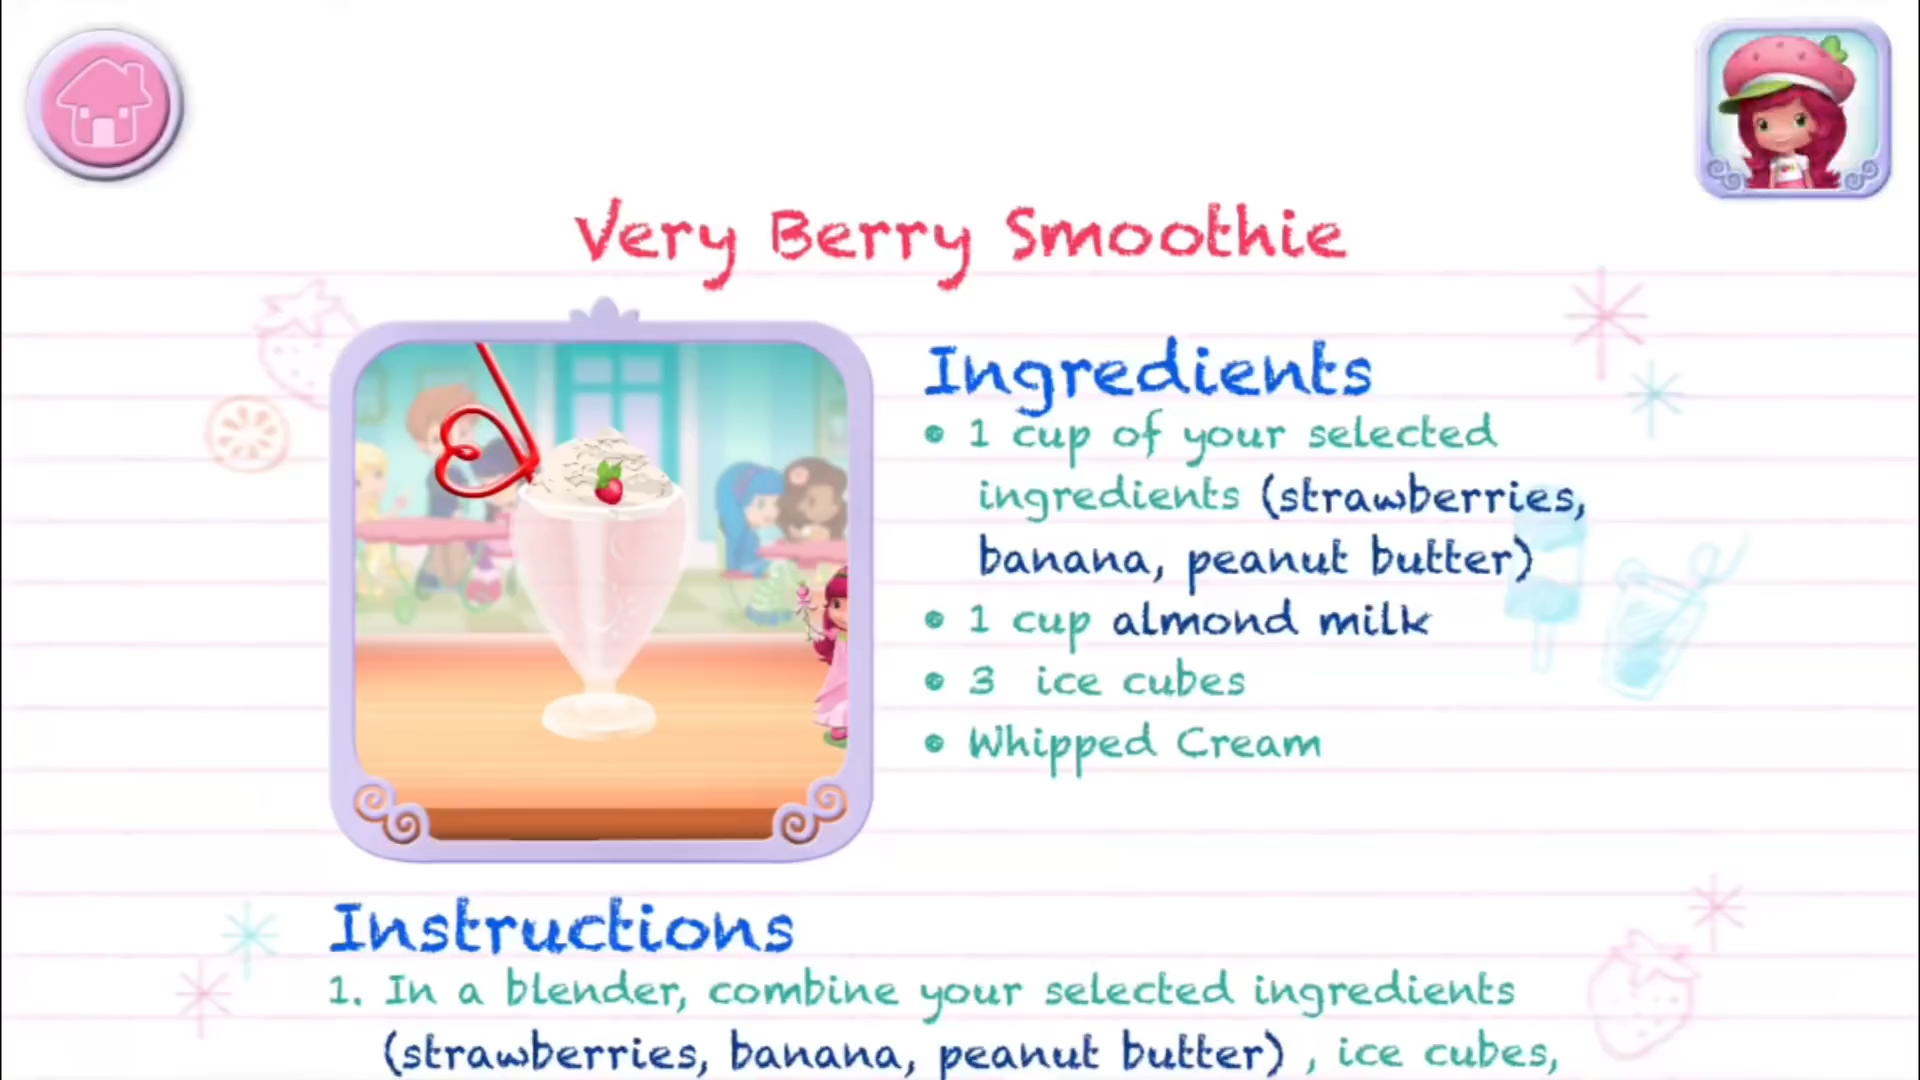 Very Berry Smoothie
Ingredients
• 1 cup of your selected
ingredients (strawberries,
banana, peanut butter)
• 1 cup almond milk
• 3 ice cubes
• Whipped Cream
Instructions
1. In a blender, combine your selected ingredients
(strawberries, banana, peanut butter) , ice cubes,